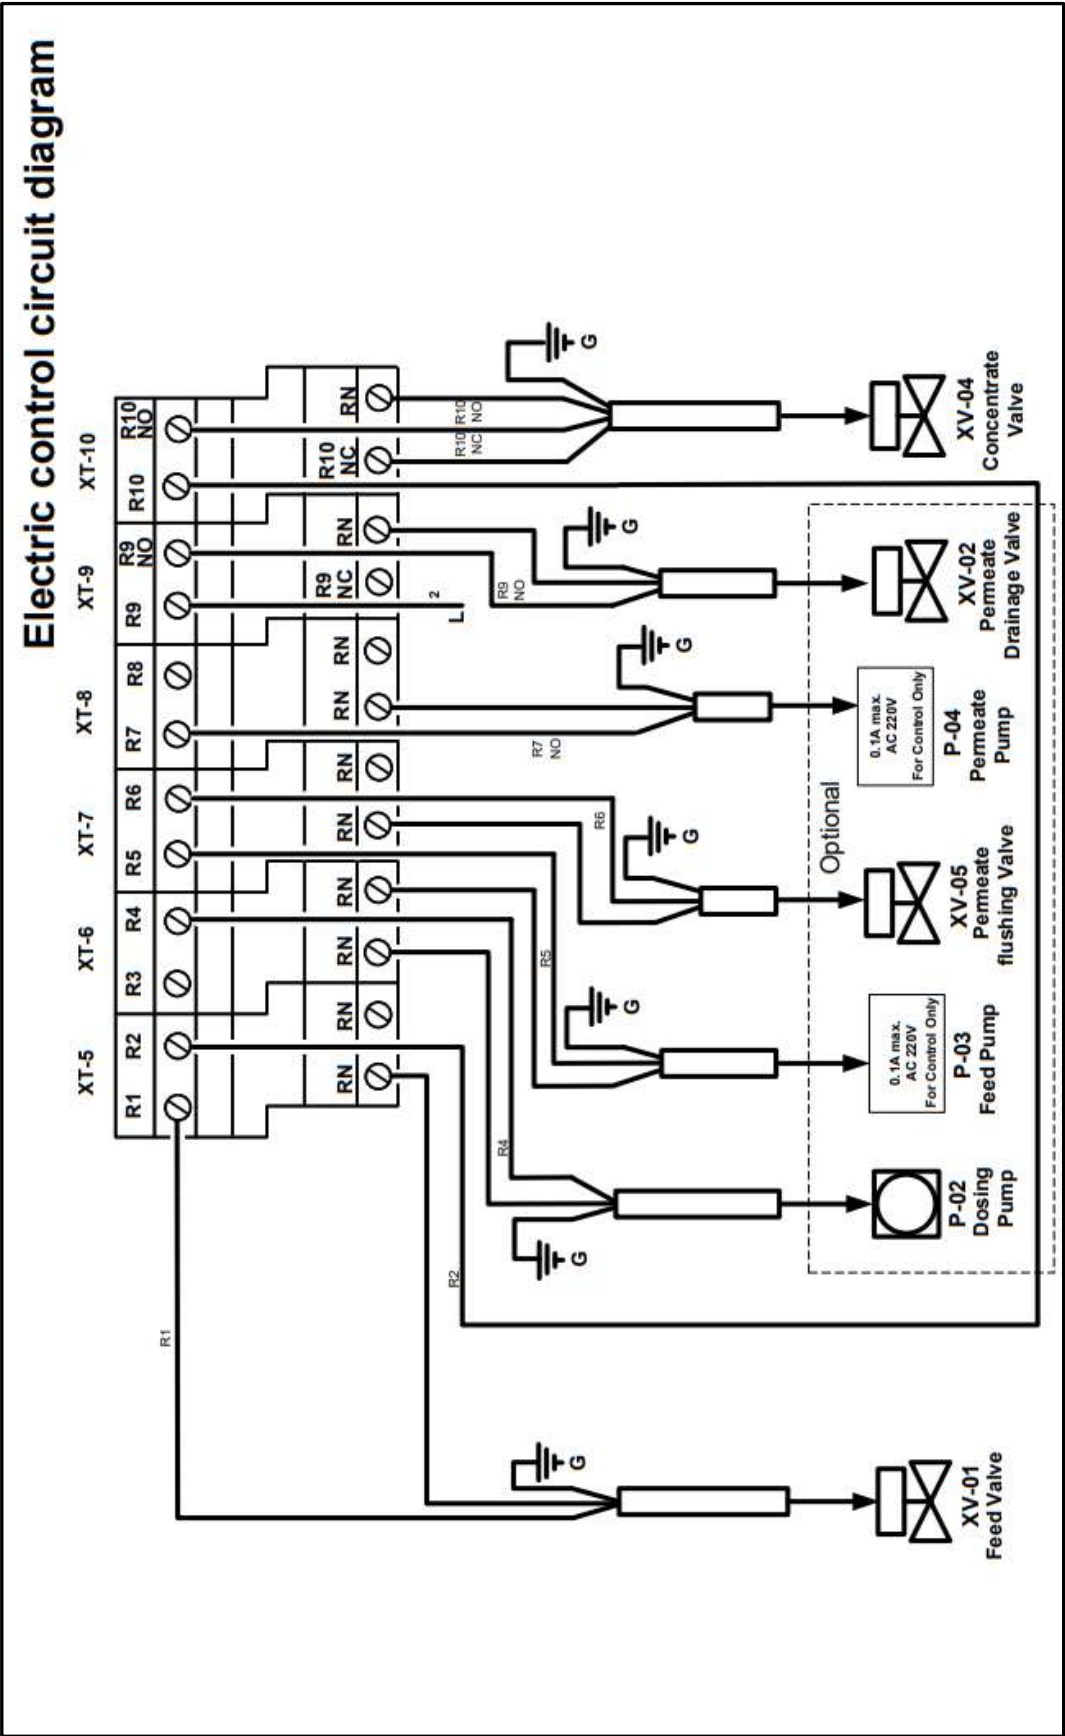 Electric control circuit diagram
XT-5
XT-6
XT-7
XT-8
XT-9
XT-10
R1
R2
R3
R4
R5
R6
R7
R8
R9
R9
NO
R10
R10
NO
RN
RN
RN
RN
RN
RN
RN
RN
R9
NC
RN
R10
NC
RN
R1
R2
R4
R5
R6
R7
NO
L
2
R9
NO
R10
NC
R10
NO
G
G
G
G
G
G
G
Optional
0.1A max.
AC 220V
For Control Only
0.1A max.
AC 220V
For Control Only
XV-01
Feed Valve
P-02
Dosing
Pump
P-03
Feed Pump
XV-05
Permeate
flushing Valve
P-04
Permeate
Pump
XV-02
Permeate
Drainage Valve
XV-04
Concentrate
Valve